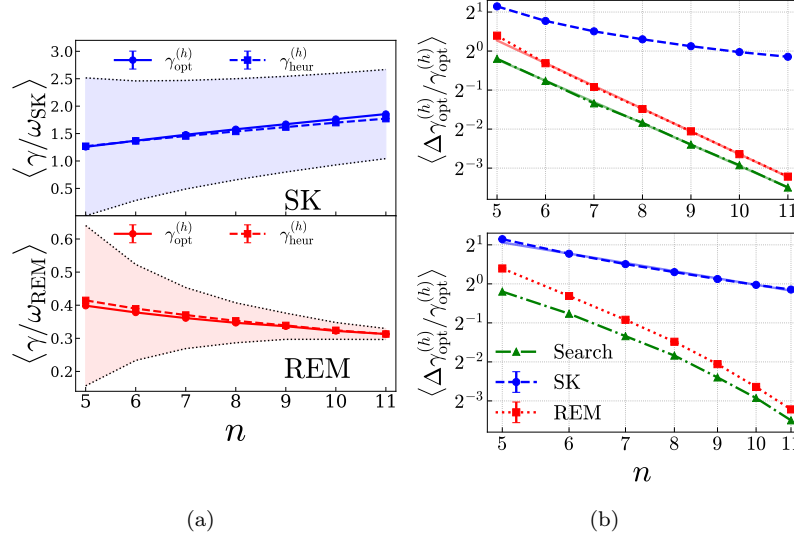 ⟨γ/ω_SK⟩
3.0
2.5
2.0
1.5
1.0
0.5
γ_opt^(h)
γ_heur^(h)
SK
⟨γ/ω_REM⟩
0.6
0.5
0.4
0.3
0.2
γ_opt^(h)
γ_heur^(h)
REM
5 6 7 8 9 10 11
n
(a)
⟨Δγ_opt^(h)/γ_opt^(h)⟩
2^1
2^0
2^-1
2^-2
2^-3
5 6 7 8 9 10 11
⟨Δγ_opt^(h)/γ_opt^(h)⟩
2^1
2^0
2^-1
2^-2
2^-3
Search
SK
REM
5 6 7 8 9 10 11
n
(b)